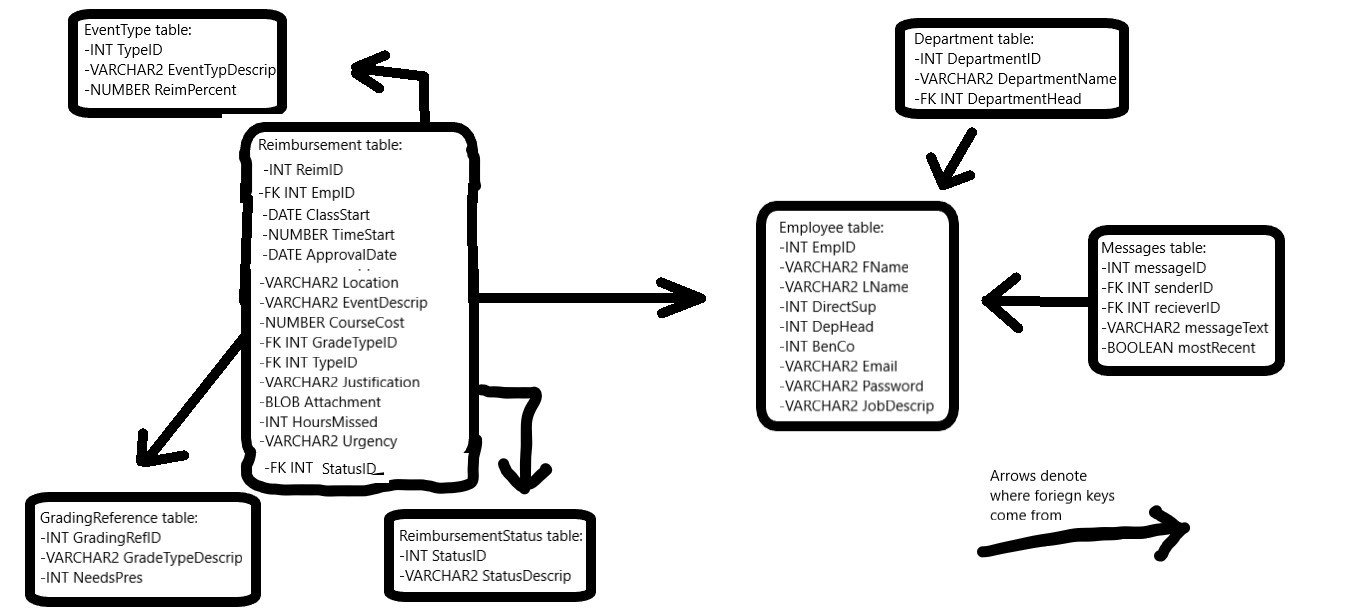 EventType table:
-INT TypeID
-VARCHAR2 EventTypDescrip
-NUMBER ReimPercent
Department table:
-INT DepartmentID
-VARCHAR2 DepartmentName
-FK INT DepartmentHead
Reimbursement table:
-INT ReimID
-FK INT EmpID
-DATE ClassStart
-NUMBER TimeStart
-DATE ApprovalDate
-VARCHAR2 Location
-VARCHAR2 EventDescrip
-NUMBER CourseCost
-FK INT GradeTypeID
-FK INT TypeID
-VARCHAR2 Justification
-BLOB Attachment
-INT HoursMissed
-VARCHAR2 Urgency
-FK INT StatusID
Employee table:
-INT EmpID
-VARCHAR2 FName
-VARCHAR2 LName
-INT DirectSup
-INT DepHead
-INT BenCo
-VARCHAR2 Email
-VARCHAR2 Password
-VARCHAR2 JobDescrip
Messages table:
-INT messageID
-FK INT senderID
-FK INT recieverID
-VARCHAR2 messageText
-BOOLEAN mostRecent
GradingReference table:
-INT GradingRefID
-VARCHAR2 GradeTypeDescrip
-INT NeedsPres
ReimbursementStatus table:
-INT StatusID
-VARCHAR2 StatusDescrip
Arrows denote
where foriegn keys
come from